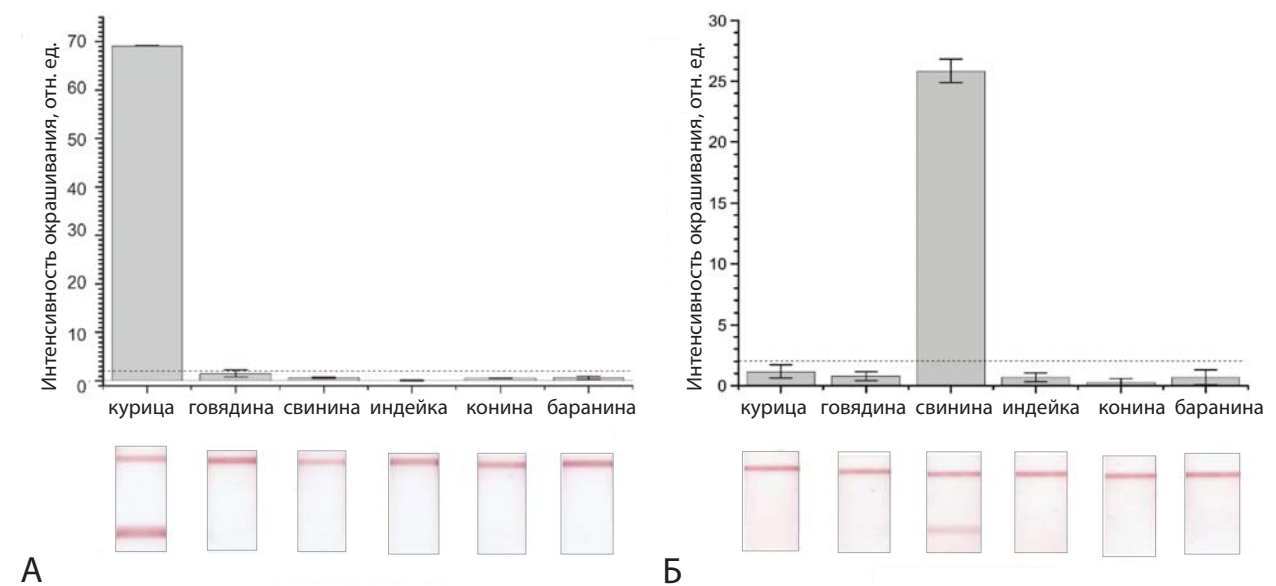 Интенсивность окрашивания, отн. ед.
70
60
50
40
30
20
10
0
курица говядина свинина индейка конина баранина
А
Интенсивность окрашивания, отн. ед.
30
25
20
15
10
5
0
курица говядина свинина индейка конина баранина
Б